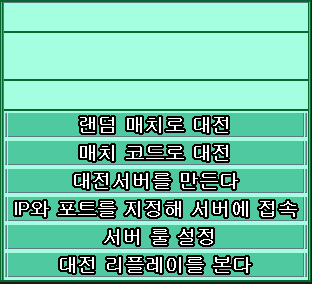 랜덤 매치로 대전
매치 코드로 대전
대전서버를 만든다
IP와 포트를 지정해 서버에 접속
서버 룰 설정
대전 리플레이를 본다